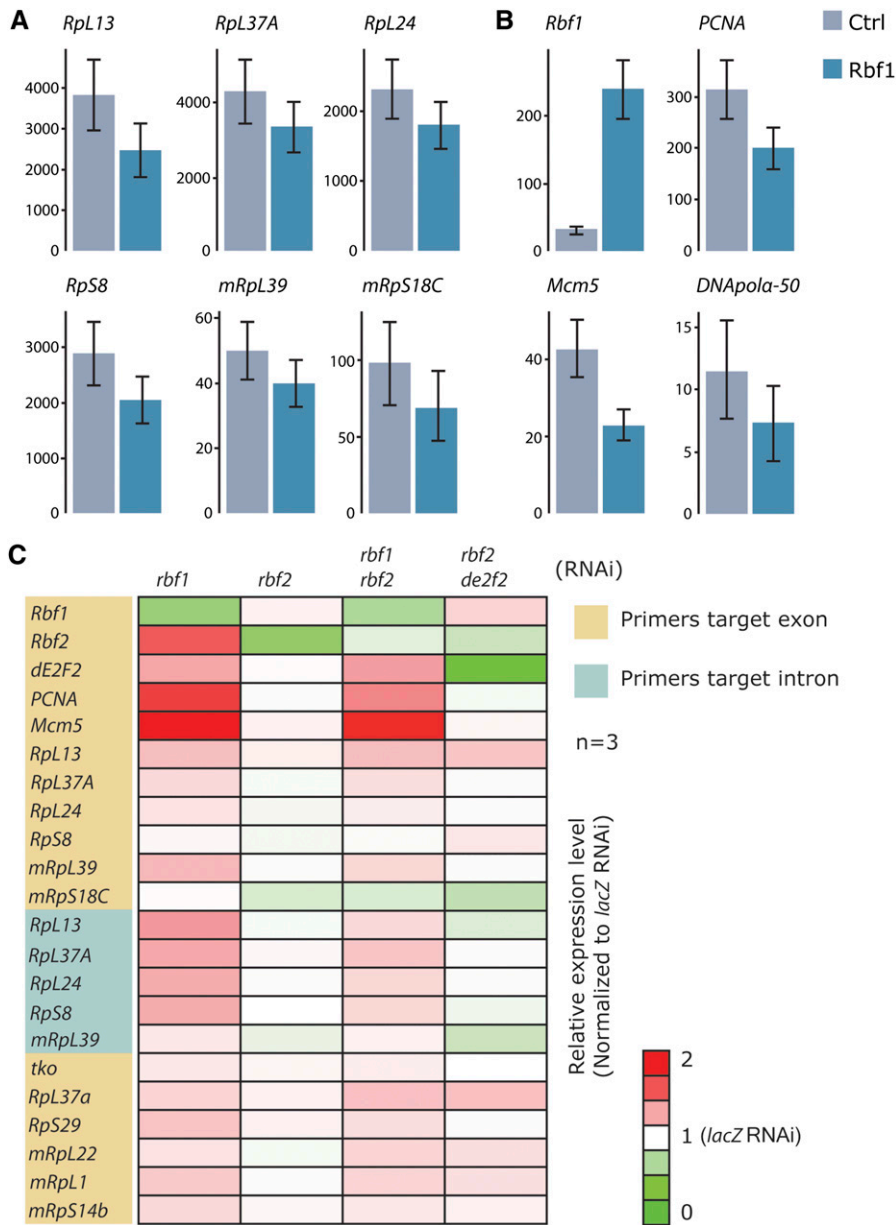 A
RpL13
RpL37A
RpL24
4000
3000
2000
1000
0
4000
2000
0
2000
1000
0
RpS8
mRpL39
mRpS18C
3000
2000
1000
0
60
40
20
0
100
50
0
B
Rbf1
PCNA
Ctrl
Rbf1
200
100
0
300
200
100
0
Mcm5
DNApolα-50
40
20
0
15
10
5
0
C
rbf1
rbf2
rbf1
rbf2
rbf2
de2f2
(RNAi)
Rbf1
Rbf2
dE2F2
PCNA
Mcm5
RpL13
RpL37A
RpL24
RpS8
mRpL39
mRpS18C
RpL13
RpL37A
RpL24
RpS8
mRpL39
tko
RpL37a
RpS29
mRpL22
mRpL1
mRpS14b
Primers target exon
Primers target intron
n=3
Relative expression level
(Normalized to lacZ RNAi)
2
1 (lacZ RNAi)
0